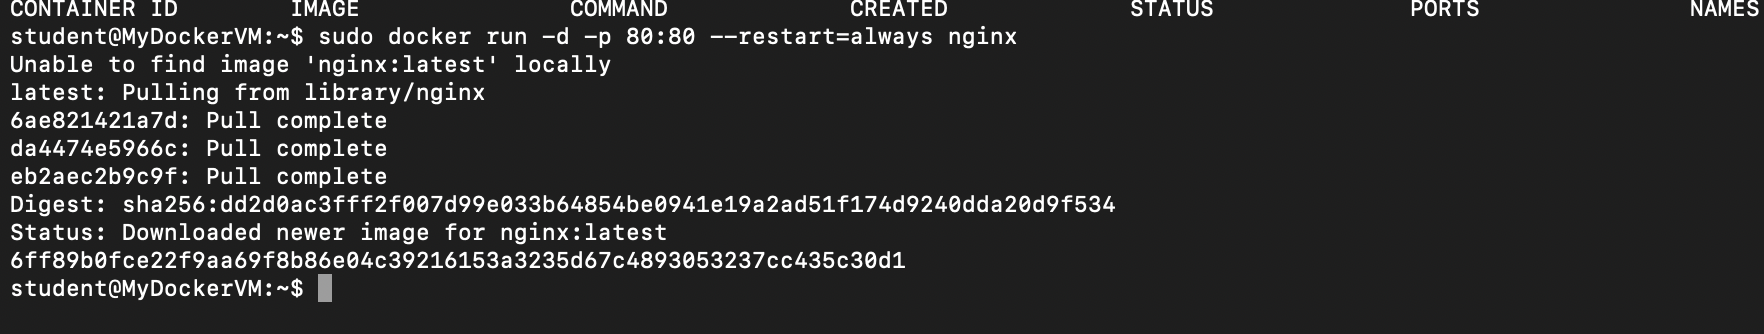 CONTAINER ID        IMAGE               COMMAND             CREATED             STATUS              PORTS               NAMES
student@MyDockerVM:~$ sudo docker run -d -p 80:80 --restart=always nginx
Unable to find image 'nginx:latest' locally
latest: Pulling from library/nginx
6ae821421a7d: Pull complete
da4474e5966c: Pull complete
eb2aec2b9c9f: Pull complete
Digest: sha256:dd2d0ac3fff2f007d99e033b64854be0941e19a2ad51f174d9240dda20d9f534
Status: Downloaded newer image for nginx:latest
6ff89b0fce22f9aa69f8b86e04c39216153a3235d67c4893053237cc435c30d1
student@MyDockerVM:~$